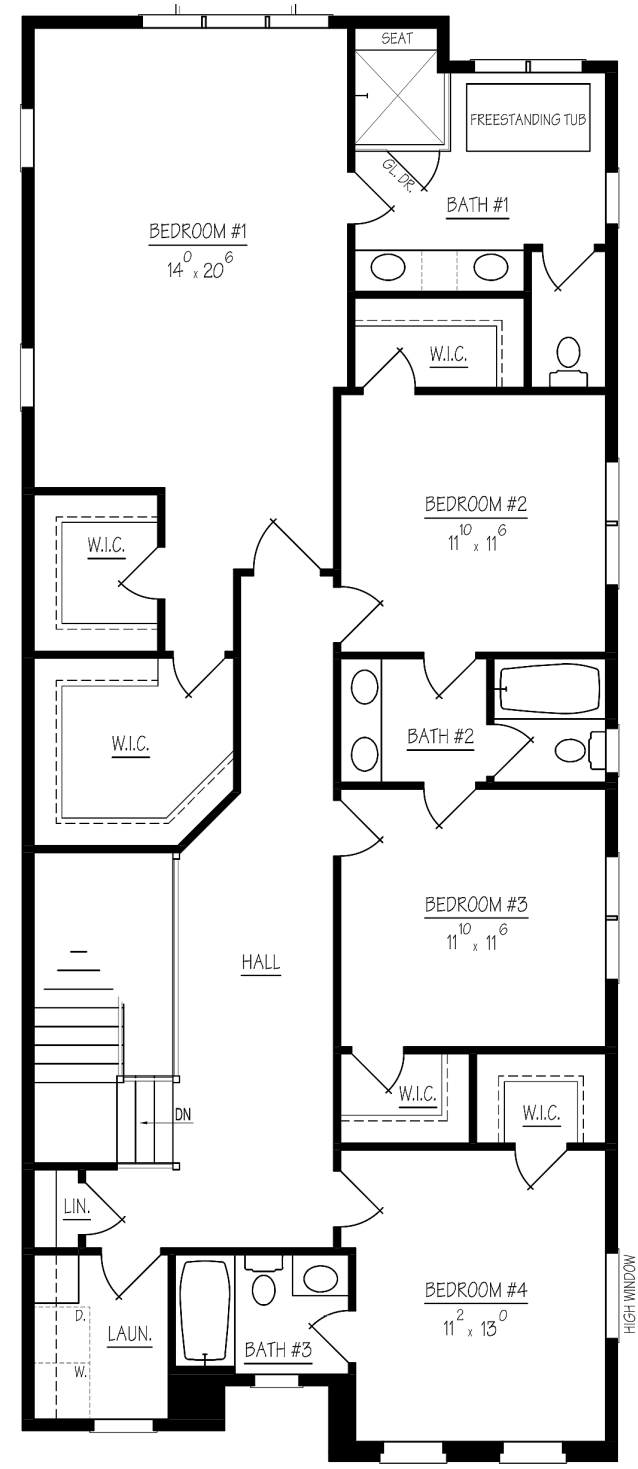 SEAT
FREESTANDING TUB
GL. DR.
BATH #1
BEDROOM #1
14⁰ x 20⁶
W.I.C.
BEDROOM #2
11¹⁰ x 11⁶
W.I.C.
BATH #2
W.I.C.
BEDROOM #3
11¹⁰ x 11⁶
HALL
W.I.C.
W.I.C.
DN
LIN.
BEDROOM #4
11² x 13⁰
HIGH WINDOW
D.
LAUN.
BATH #3
W.